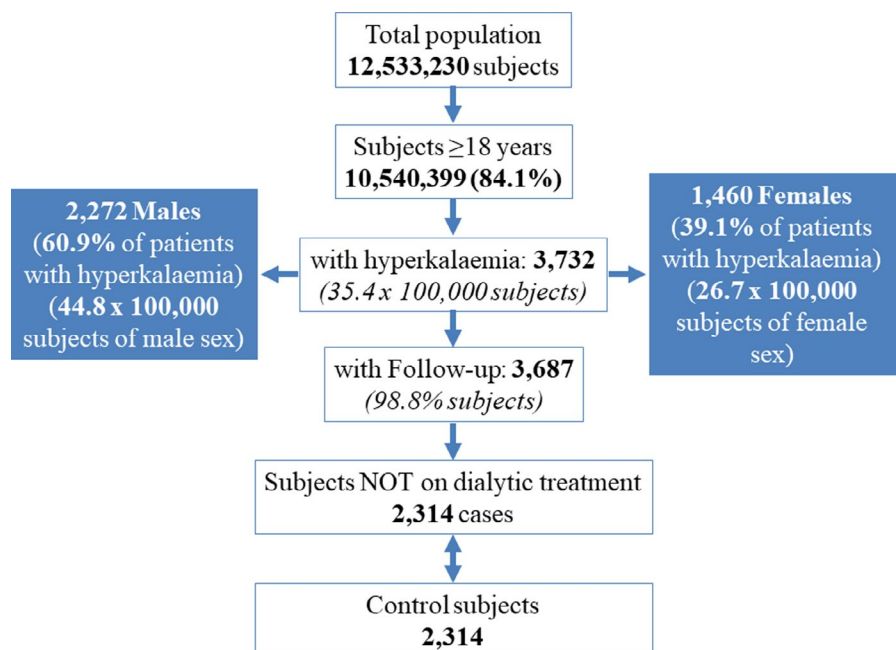 Total population
12,533,230 subjects
Subjects ≥18 years
10,540,399 (84.1%)
2,272 Males
(60.9% of patients
with hyperkalaemia)
(44.8 x 100,000
subjects of male sex)
with hyperkalaemia: 3,732
(35.4 x 100,000 subjects)
1,460 Females
(39.1% of patients
with hyperkalaemia)
(26.7 x 100,000
subjects of female
sex)
with Follow-up: 3,687
(98.8% subjects)
Subjects NOT on dialytic treatment
2,314 cases
Control subjects
2,314